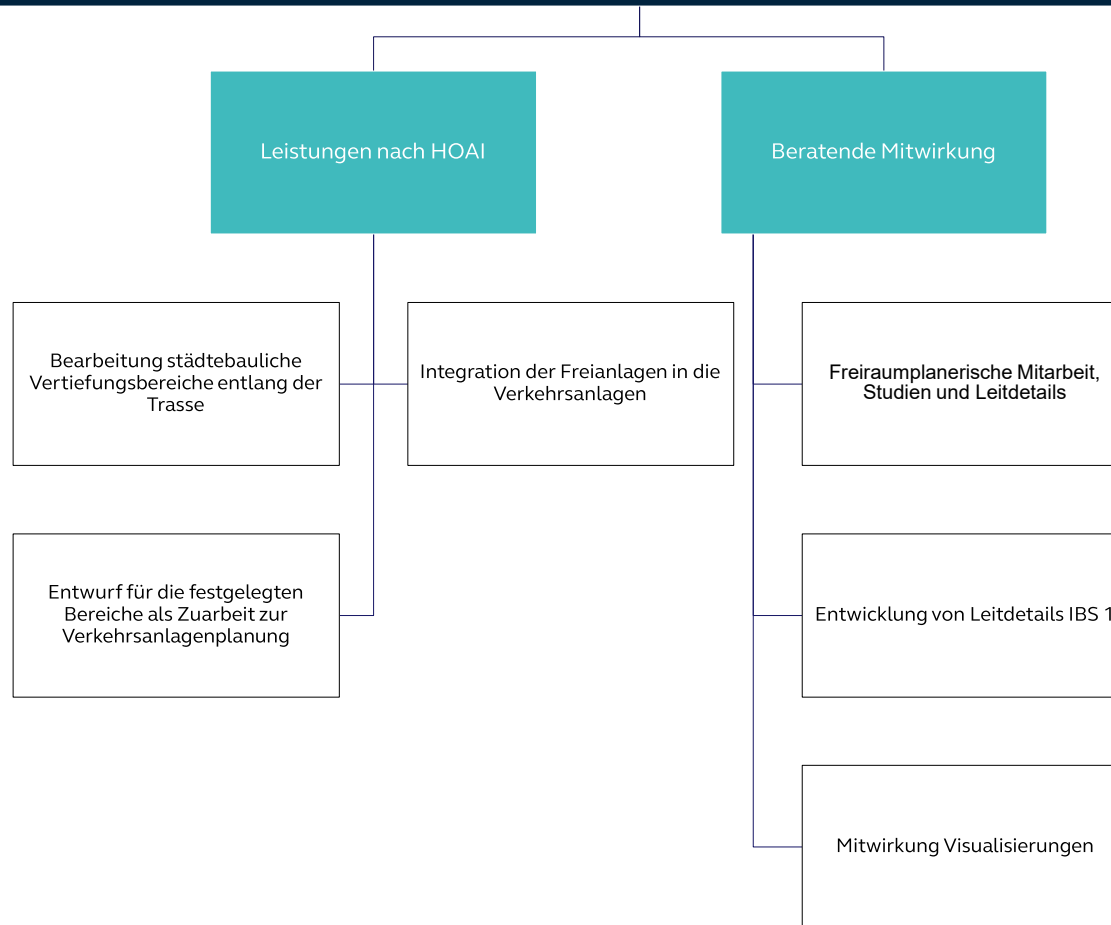 Leistungen nach HOAI
Beratende Mitwirkung
Bearbeitung städtebauliche
Vertiefungsbereiche entlang der
Trasse
Integration der Freianlagen in die
Verkehrsanlagen
Freiraumplanerische Mitarbeit,
Studien und Leitdetails
Entwurf für die festgelegten
Bereiche als Zuarbeit zur
Verkehrsanlagenplanung
Entwicklung von Leitdetails IBS 1
Mitwirkung Visualisierungen